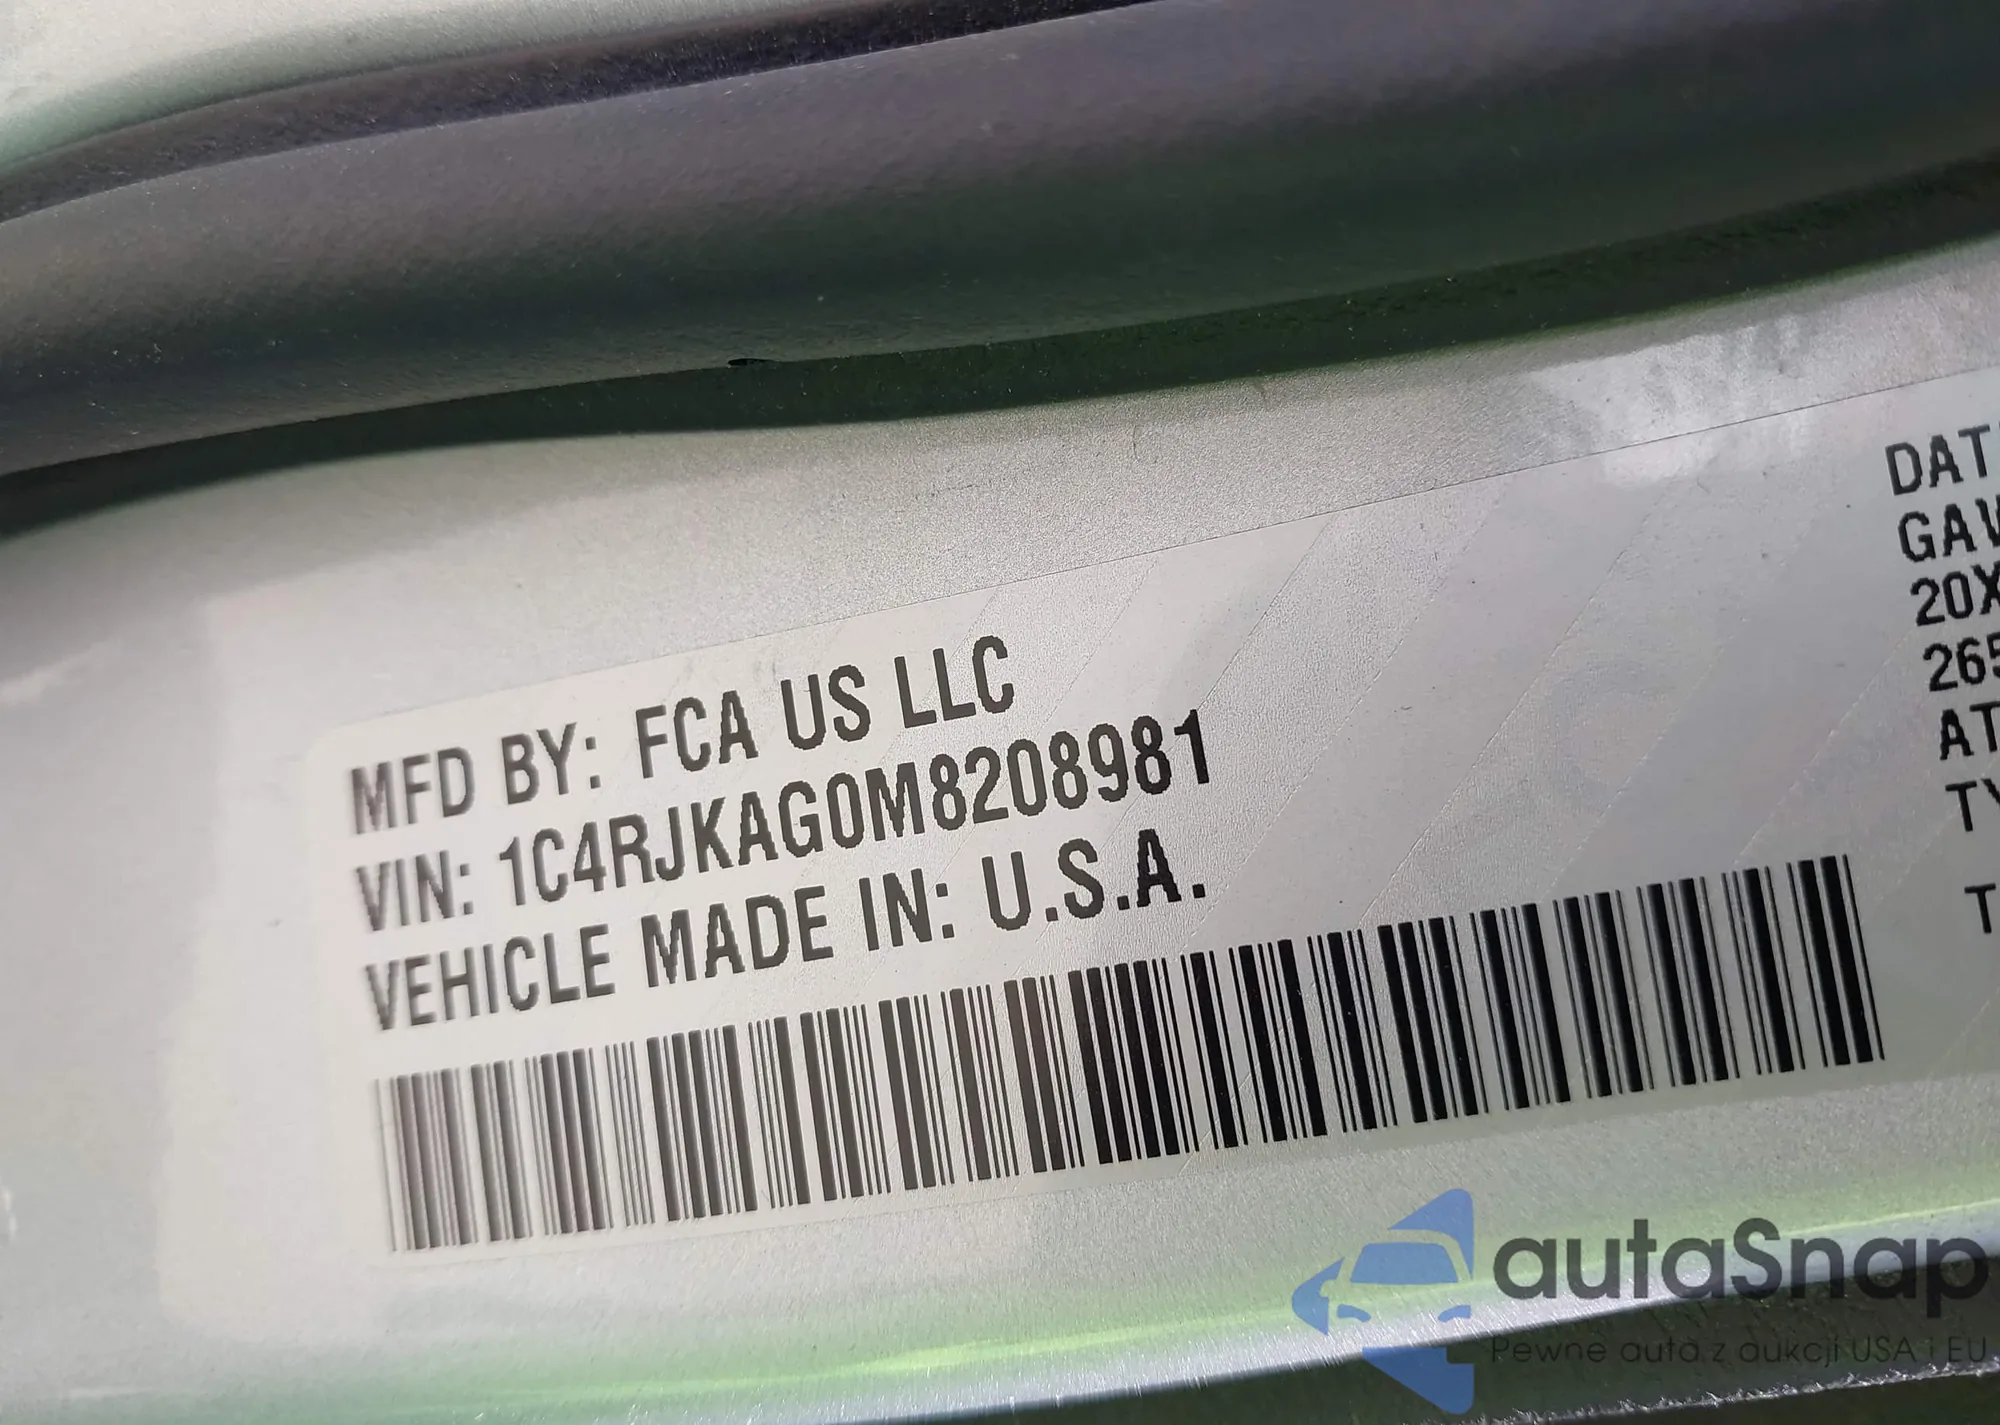 MFD BY: FCA US LLC
VIN: 1C4RJKAG0M8208981
VEHICLE MADE IN: U.S.A.
DAT
GAW
20X
265
AT
TY
T
autaSnap
Pewne auta z aukcji USA i EU